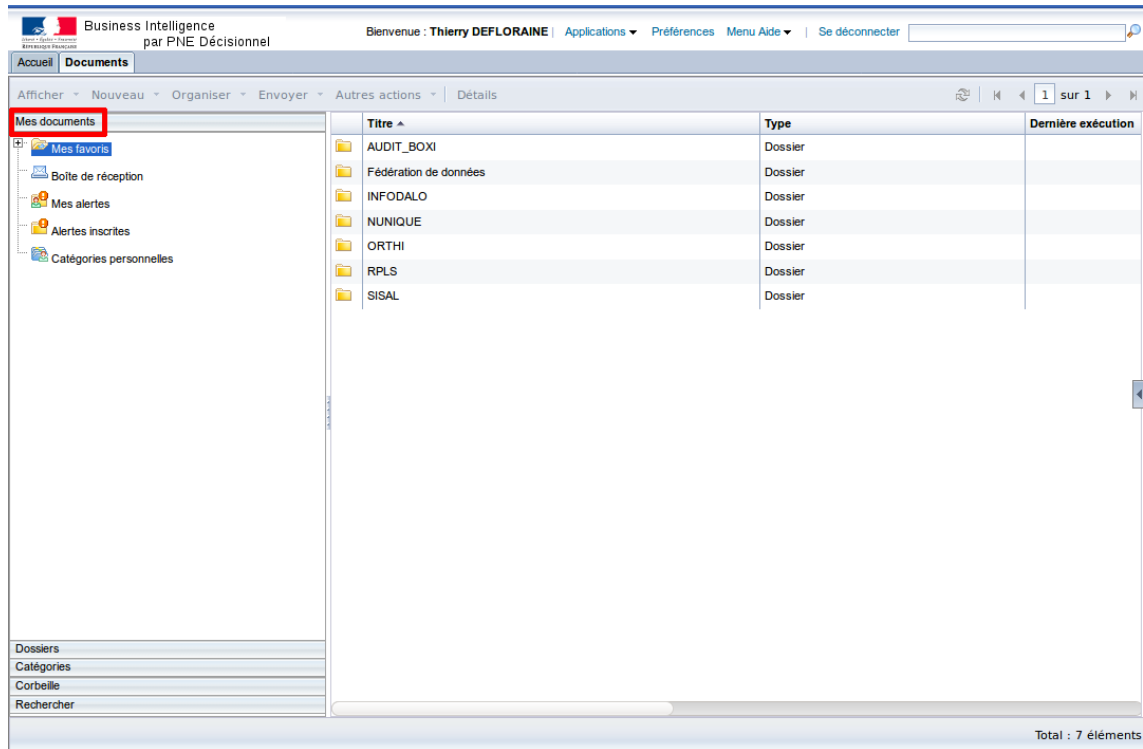 Business Intelligence
par PNE Décisionnel
RÉPUBLIQUE FRANÇAISE
Bienvenue : Thierry DEFLORAINE | Applications Préférences Menu Aide | Se déconnecter
Accueil Documents
Afficher Nouveau Organiser Envoyer Autres actions Détails 1 sur 1
Mes documents
Titre Type Dernière exécution
Mes favoris
Boîte de réception
Mes alertes
Alertes inscrites
Catégories personnelles
AUDIT_BOXI Dossier
Fédération de données Dossier
INFODALO Dossier
NUNIQUE Dossier
ORTHI Dossier
RPLS Dossier
SISAL Dossier
Dossiers
Catégories
Corbeille
Rechercher
Total : 7 éléments